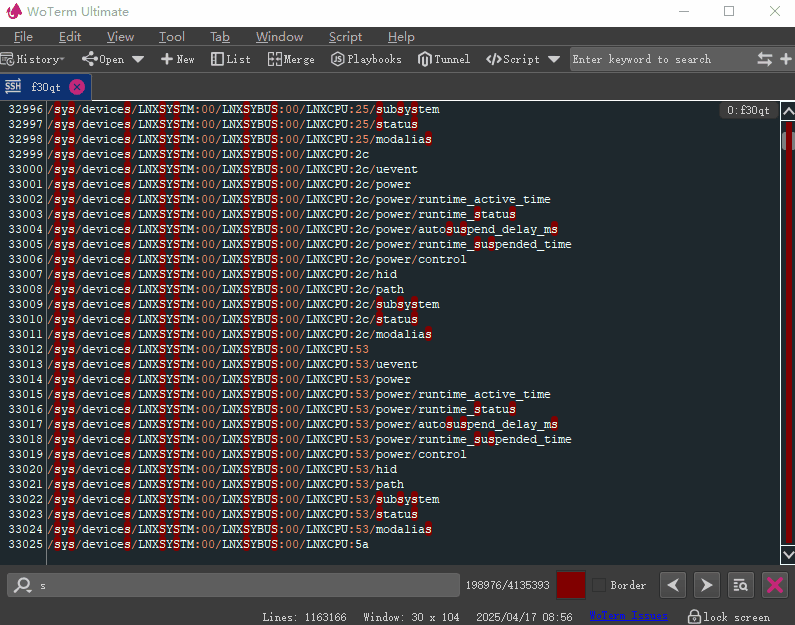 WoTerm Ultimate
File Edit View Tool Tab Window Script Help
History Open New List Merge Playbooks Tunnel Script Enter keyword to search
SSH f30qt
32996 /sys/devices/LNXSYSTM:00/LNXSYBUS:00/LNXCPU:25/subsystem 0:f30qt
32997 /sys/devices/LNXSYSTM:00/LNXSYBUS:00/LNXCPU:25/status
32998 /sys/devices/LNXSYSTM:00/LNXSYBUS:00/LNXCPU:25/modalias
32999 /sys/devices/LNXSYSTM:00/LNXSYBUS:00/LNXCPU:2c
33000 /sys/devices/LNXSYSTM:00/LNXSYBUS:00/LNXCPU:2c/uevent
33001 /sys/devices/LNXSYSTM:00/LNXSYBUS:00/LNXCPU:2c/power
33002 /sys/devices/LNXSYSTM:00/LNXSYBUS:00/LNXCPU:2c/power/runtime_active_time
33003 /sys/devices/LNXSYSTM:00/LNXSYBUS:00/LNXCPU:2c/power/runtime_status
33004 /sys/devices/LNXSYSTM:00/LNXSYBUS:00/LNXCPU:2c/power/autosuspend_delay_ms
33005 /sys/devices/LNXSYSTM:00/LNXSYBUS:00/LNXCPU:2c/power/runtime_suspended_time
33006 /sys/devices/LNXSYSTM:00/LNXSYBUS:00/LNXCPU:2c/power/control
33007 /sys/devices/LNXSYSTM:00/LNXSYBUS:00/LNXCPU:2c/hid
33008 /sys/devices/LNXSYSTM:00/LNXSYBUS:00/LNXCPU:2c/path
33009 /sys/devices/LNXSYSTM:00/LNXSYBUS:00/LNXCPU:2c/subsystem
33010 /sys/devices/LNXSYSTM:00/LNXSYBUS:00/LNXCPU:2c/status
33011 /sys/devices/LNXSYSTM:00/LNXSYBUS:00/LNXCPU:2c/modalias
33012 /sys/devices/LNXSYSTM:00/LNXSYBUS:00/LNXCPU:53
33013 /sys/devices/LNXSYSTM:00/LNXSYBUS:00/LNXCPU:53/uevent
33014 /sys/devices/LNXSYSTM:00/LNXSYBUS:00/LNXCPU:53/power
33015 /sys/devices/LNXSYSTM:00/LNXSYBUS:00/LNXCPU:53/power/runtime_active_time
33016 /sys/devices/LNXSYSTM:00/LNXSYBUS:00/LNXCPU:53/power/runtime_status
33017 /sys/devices/LNXSYSTM:00/LNXSYBUS:00/LNXCPU:53/power/autosuspend_delay_ms
33018 /sys/devices/LNXSYSTM:00/LNXSYBUS:00/LNXCPU:53/power/runtime_suspended_time
33019 /sys/devices/LNXSYSTM:00/LNXSYBUS:00/LNXCPU:53/power/control
33020 /sys/devices/LNXSYSTM:00/LNXSYBUS:00/LNXCPU:53/hid
33021 /sys/devices/LNXSYSTM:00/LNXSYBUS:00/LNXCPU:53/path
33022 /sys/devices/LNXSYSTM:00/LNXSYBUS:00/LNXCPU:53/subsystem
33023 /sys/devices/LNXSYSTM:00/LNXSYBUS:00/LNXCPU:53/status
33024 /sys/devices/LNXSYSTM:00/LNXSYBUS:00/LNXCPU:53/modalias
33025 /sys/devices/LNXSYSTM:00/LNXSYBUS:00/LNXCPU:5a
s 198976/4135393 Border
Lines: 1163166 Window: 30 x 104 2025/04/17 08:56 WoTerm Issues lock screen